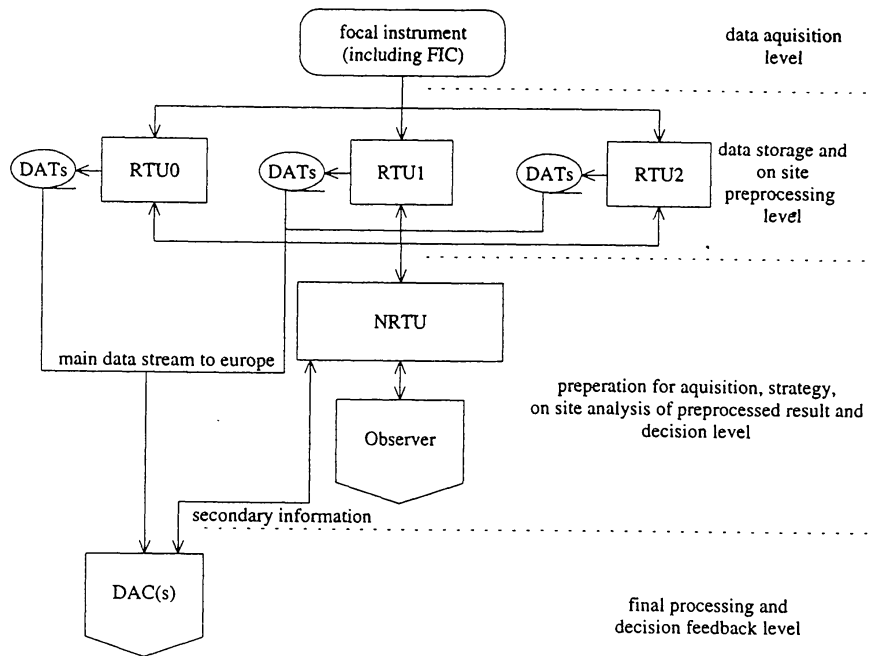 focal instrument
(including FIC)
data aquisition
level
DATs
RTU0
DATs
RTU1
DATs
RTU2
data storage and
on site
preprocessing
level
NRTU
main data stream to europe
preperation for aquisition, strategy,
on site analysis of preprocessed result and
decision level
Observer
secondary information
DAC(s)
final processing and
decision feedback level